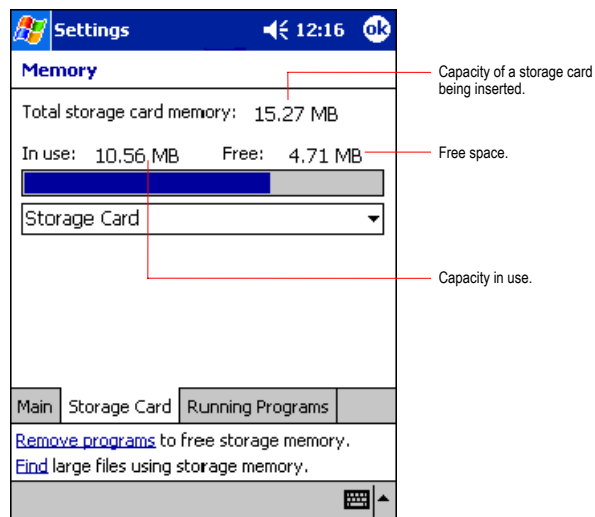 Settings 12:16 ok
Memory
Total storage card memory: 15.27 MB
In use: 10.56 MB Free: 4.71 MB
Storage Card
Main Storage Card Running Programs
Remove programs to free storage memory.
Find large files using storage memory.
Capacity of a storage card
being inserted.
Free space.
Capacity in use.